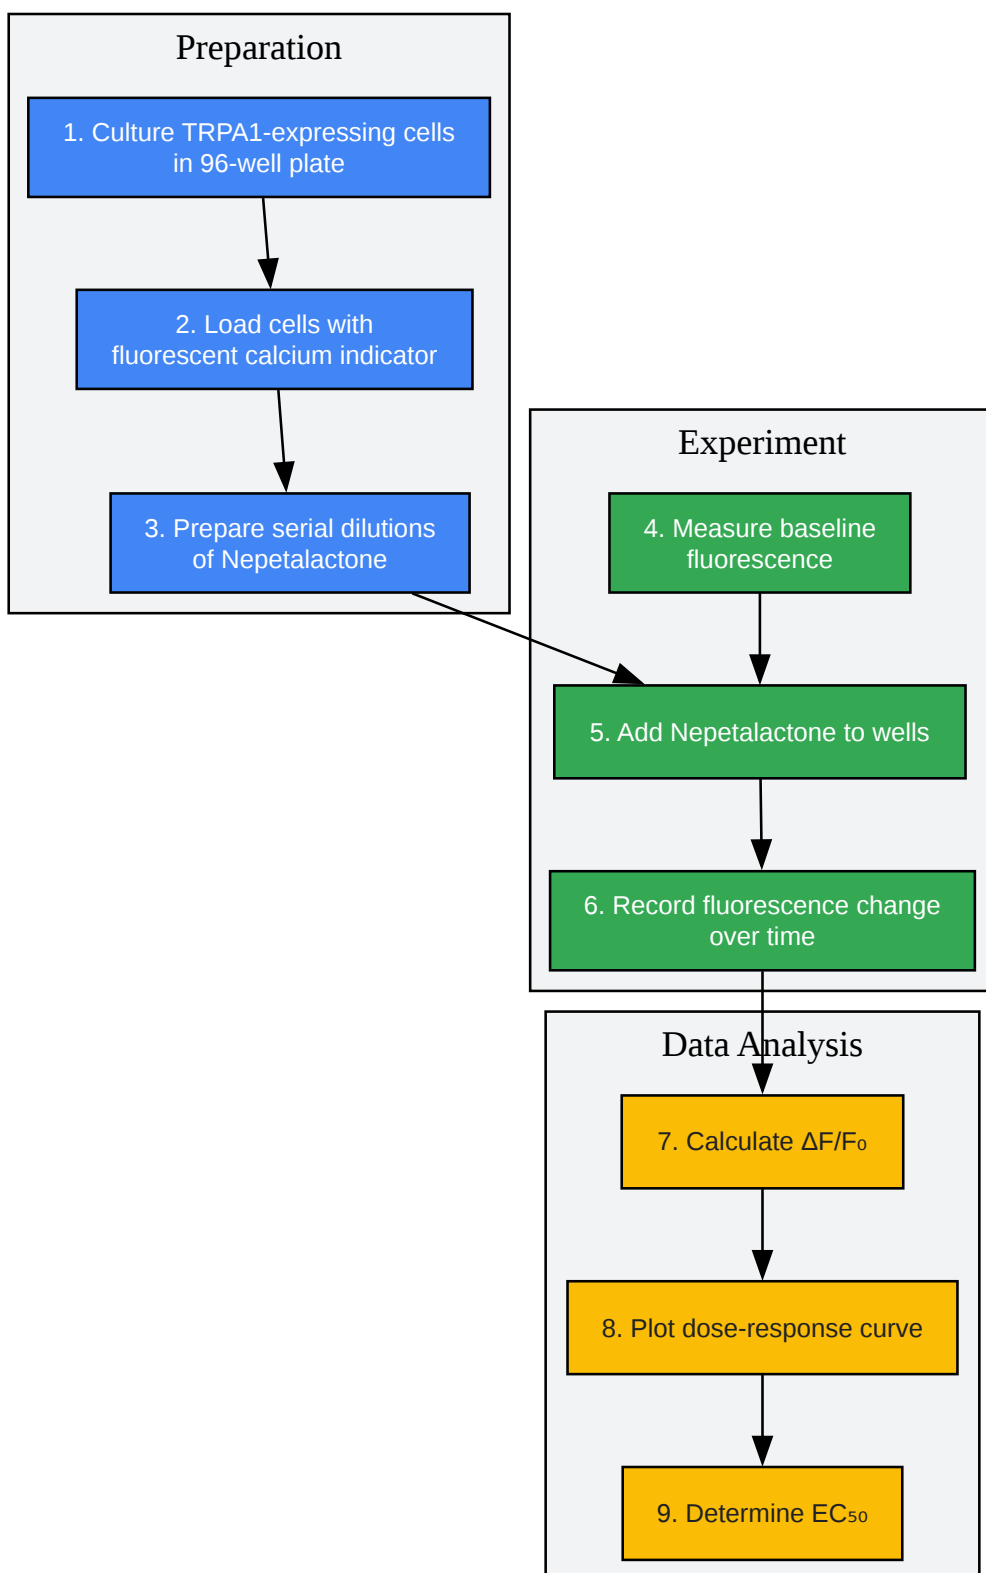 Preparation
1. Culture TRPA1-expressing cells
in 96-well plate
2. Load cells with
fluorescent calcium indicator
3. Prepare serial dilutions
of Nepetalactone
Experiment
4. Measure baseline
fluorescence
5. Add Nepetalactone to wells
6. Record fluorescence change
over time
Data Analysis
7. Calculate ΔF/F₀
8. Plot dose-response curve
9. Determine EC₅₀